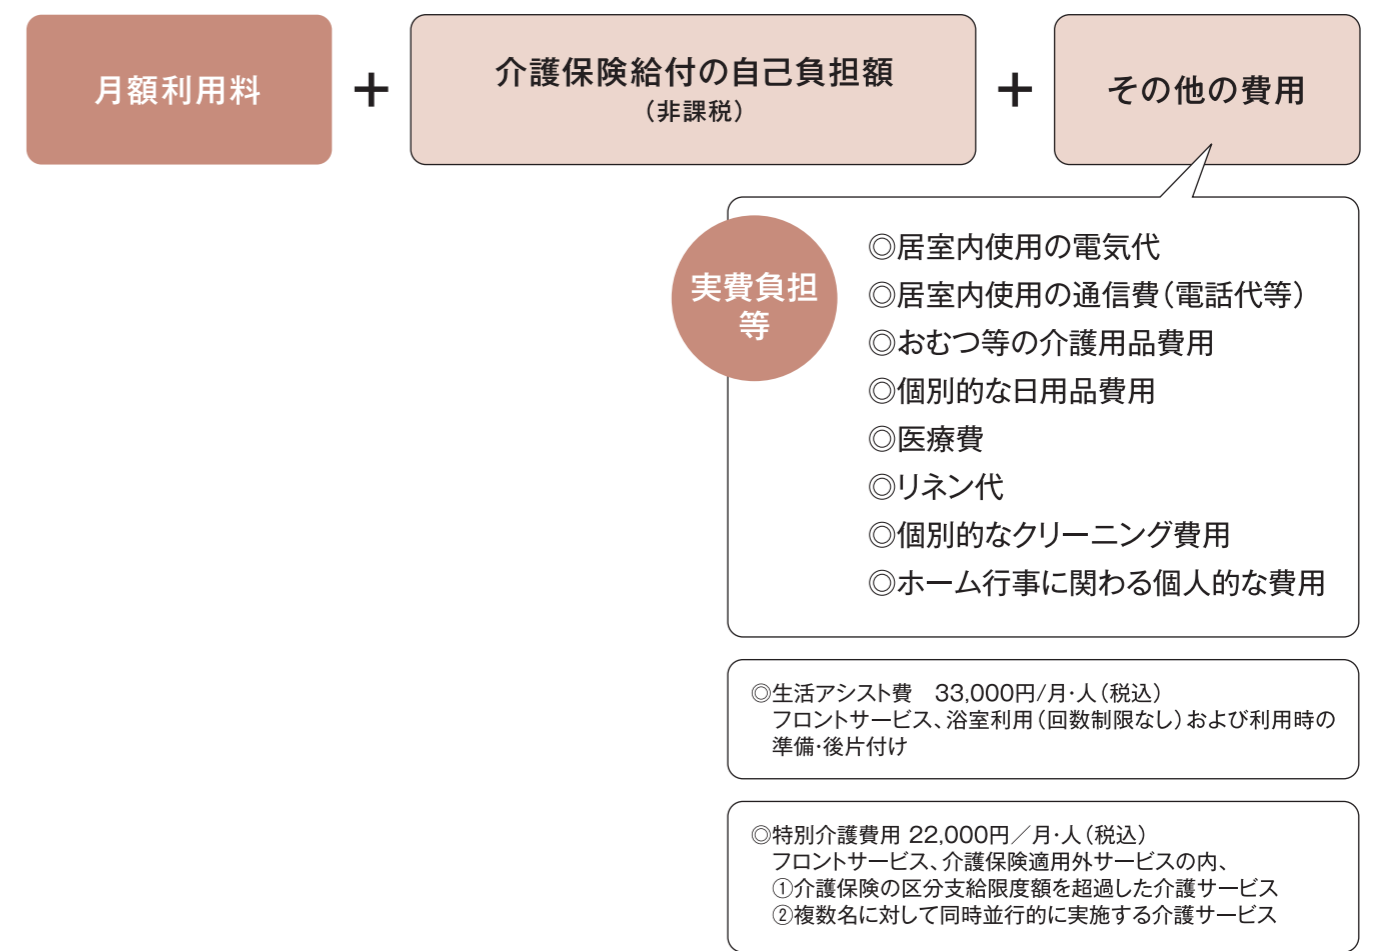 月額利用料
+
介護保険給付の自己負担額
(非課税)
+
その他の費用
実費負担
等
◎居室内使用の電気代
◎居室内使用の通信費(電話代等)
◎おむつ等の介護用品費用
◎個別的な日用品費用
◎医療費
◎リネン代
◎個別的なクリーニング費用
◎ホーム行事に関わる個人的な費用
◎生活アシスト費　33,000円/月・人(税込)
フロントサービス、浴室利用(回数制限なし)および利用時の
準備・後片付け
◎特別介護費用 22,000円／月・人(税込)
フロントサービス、介護保険適用外サービスの内、
①介護保険の区分支給限度額を超過した介護サービス
②複数名に対して同時並行的に実施する介護サービス